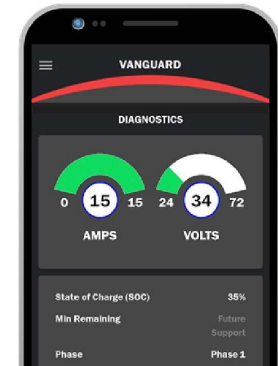 VANGUARD
DIAGNOSTICS
0 15 15 24 34 72
AMPS VOLTS
State of Charge (SOC) 35%
Min Remaining Future
Support
Phase Phase 1